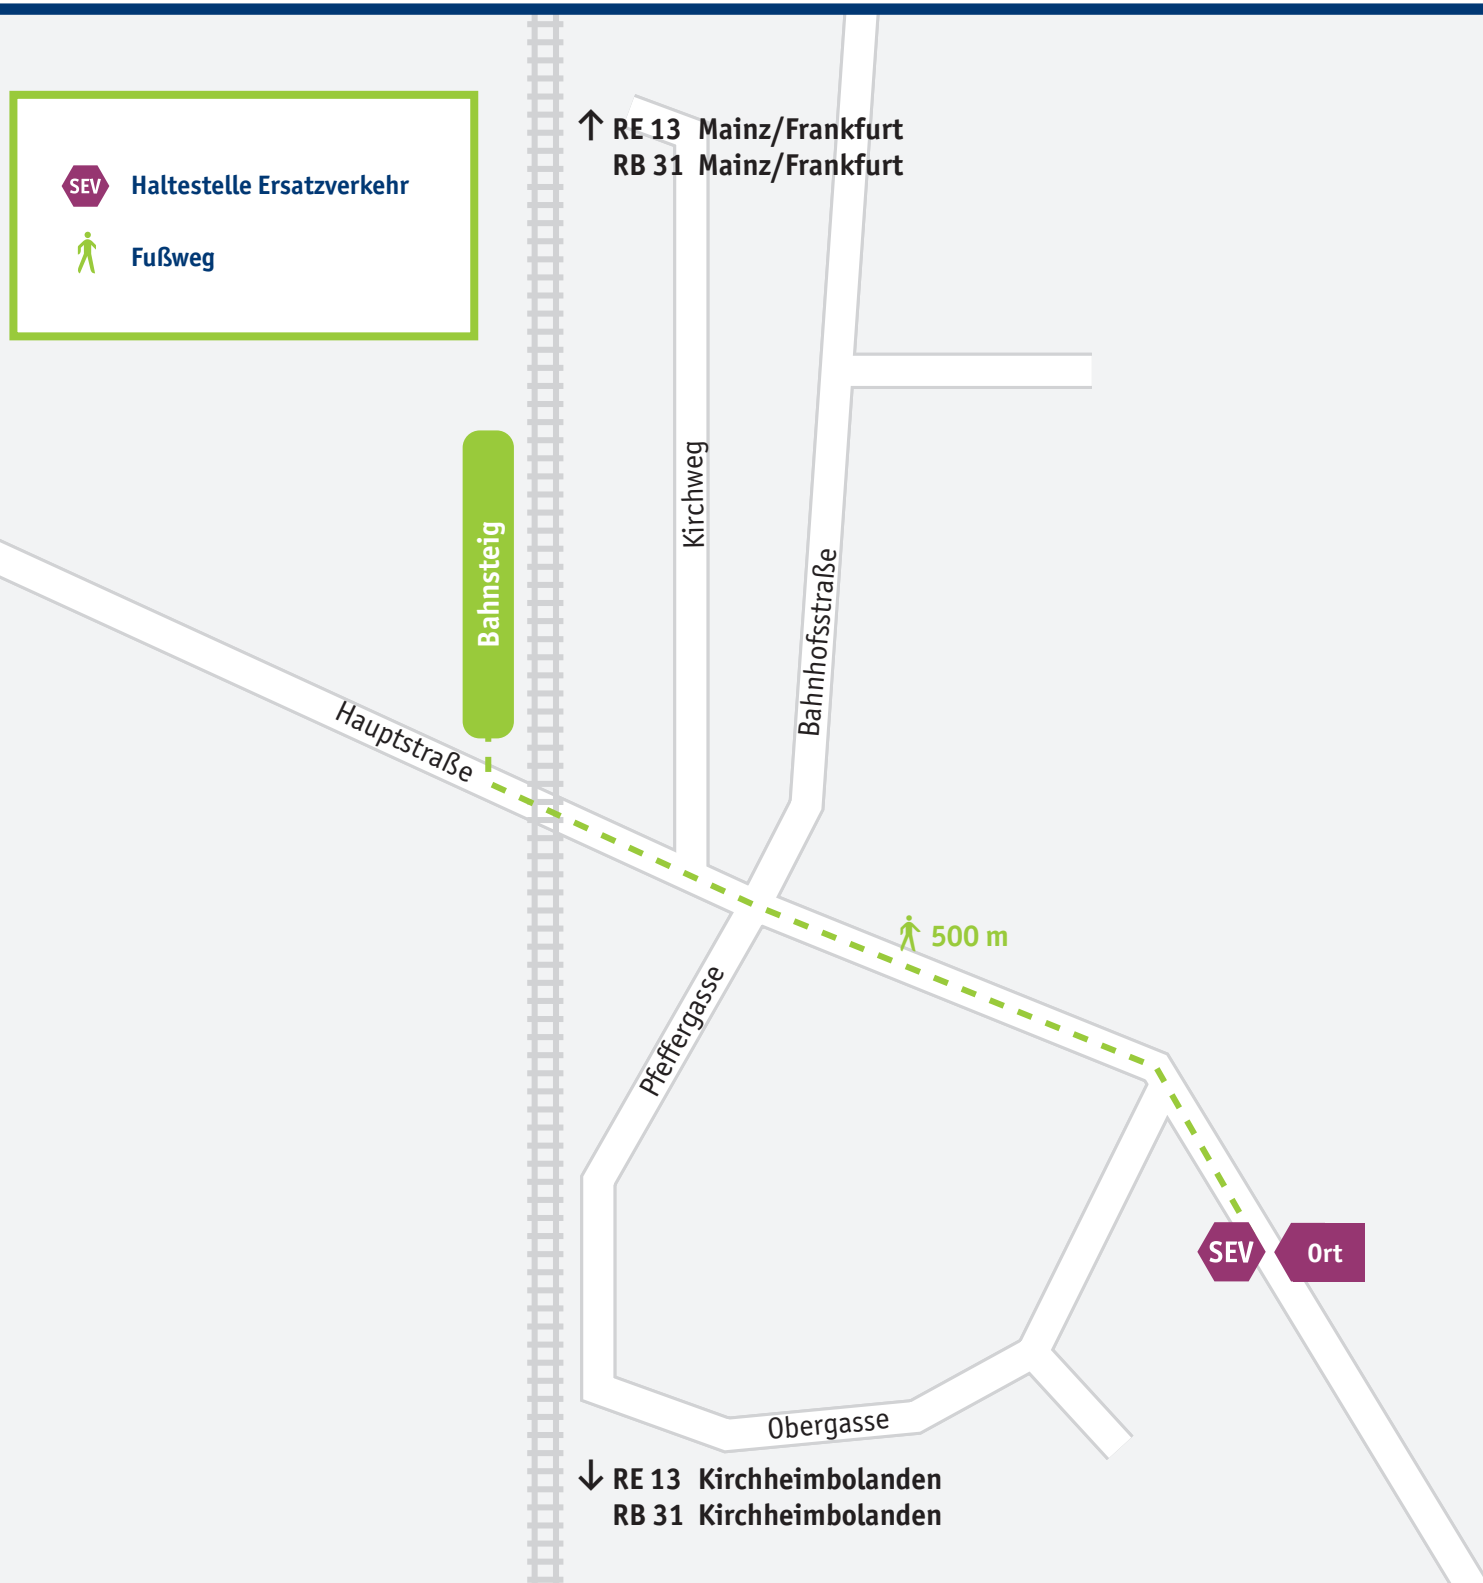 SEV Haltestelle Ersatzverkehr
Fußweg
↑ RE 13 Mainz/Frankfurt
RB 31 Mainz/Frankfurt
Kirchweg
Bahnsteig
Bahnhofsstraße
Hauptstraße
500 m
Pfeffergasse
SEV Ort
Obergasse
↓ RE 13 Kirchheimbolanden
RB 31 Kirchheimbolanden